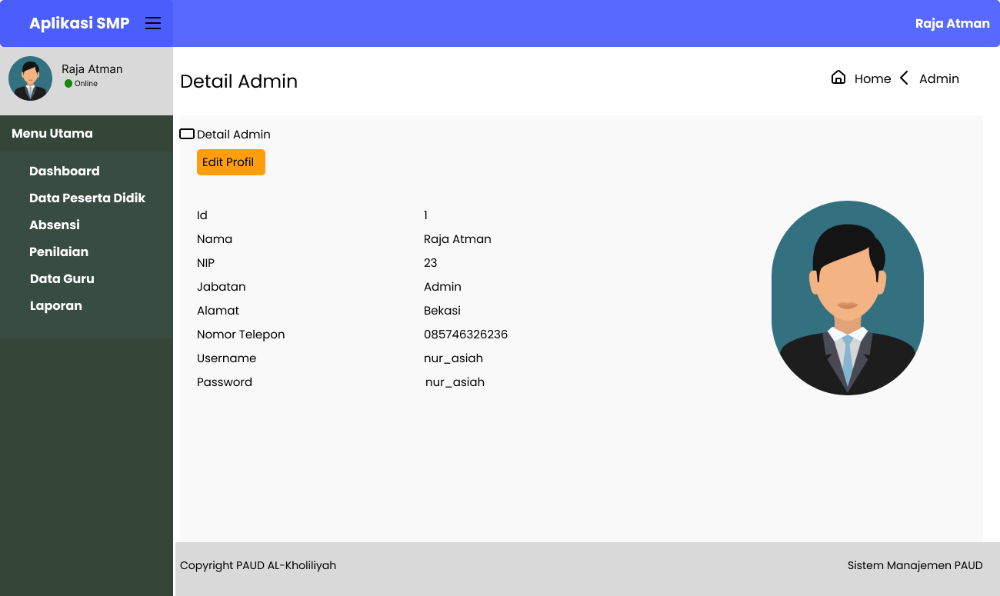 Aplikasi SMP
Raja Atman
Raja Atman
Online
Detail Admin
Home Admin
Menu Utama
Dashboard
Data Peserta Didik
Absensi
Penilaian
Data Guru
Laporan
Detail Admin
Edit Profil
Id 1
Nama Raja Atman
NIP 23
Jabatan Admin
Alamat Bekasi
Nomor Telepon 085746326236
Username nur_asiah
Password nur_asiah
Copyright PAUD AL-Kholiliyah
Sistem Manajemen PAUD